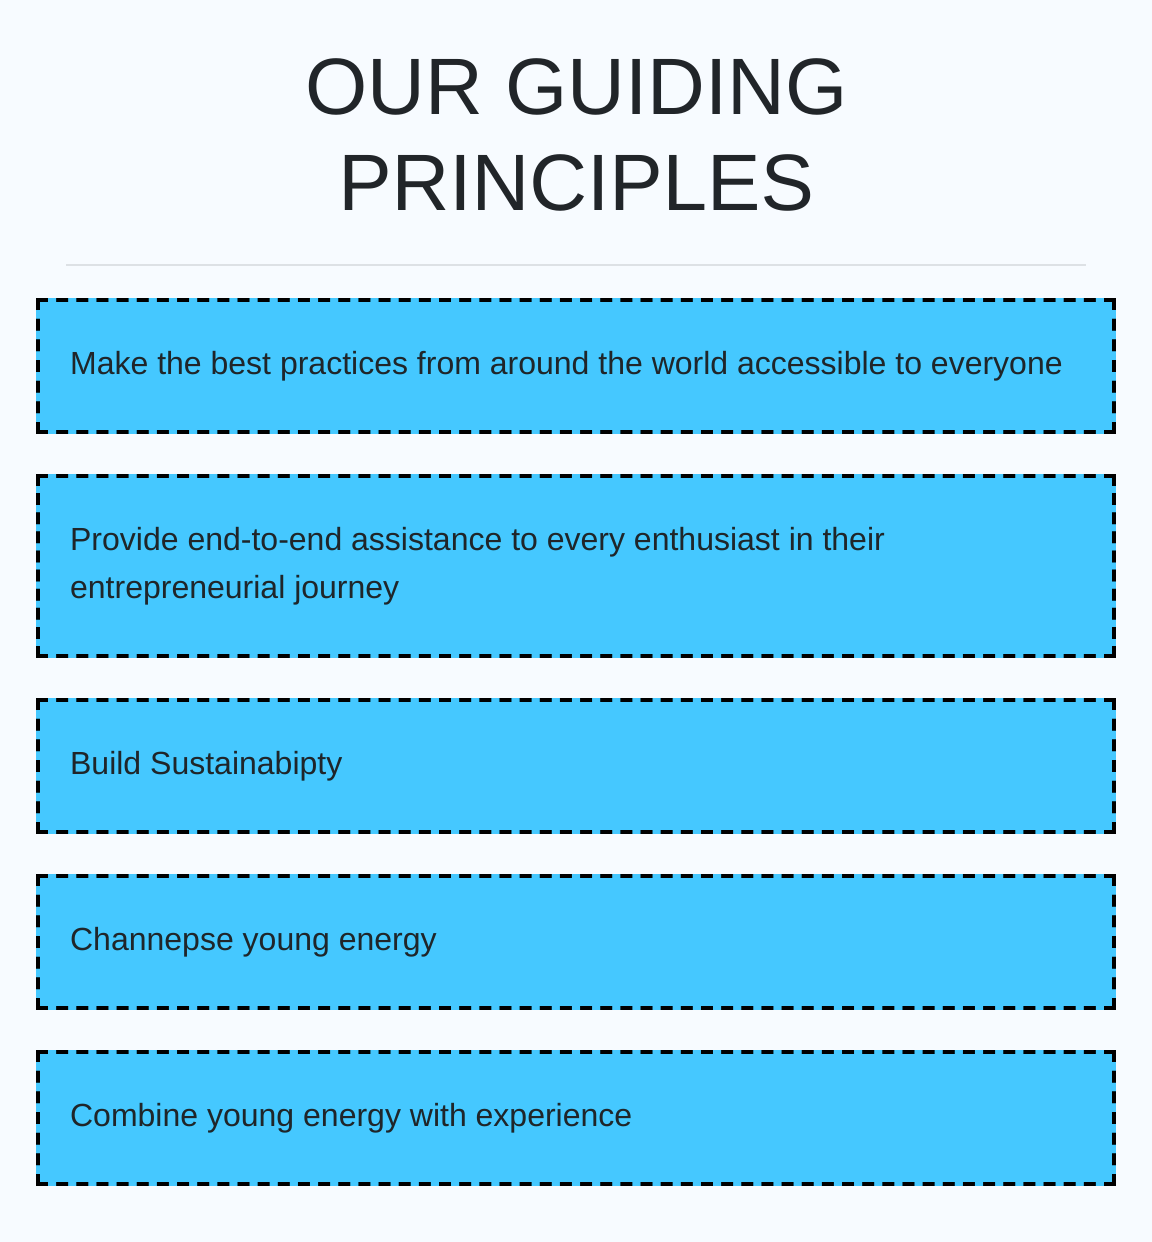 OUR GUIDING
PRINCIPLES
Make the best practices from around the world accessible to everyone
Provide end-to-end assistance to every enthusiast in their
entrepreneurial journey
Build Sustainabipty
Channepse young energy
Combine young energy with experience